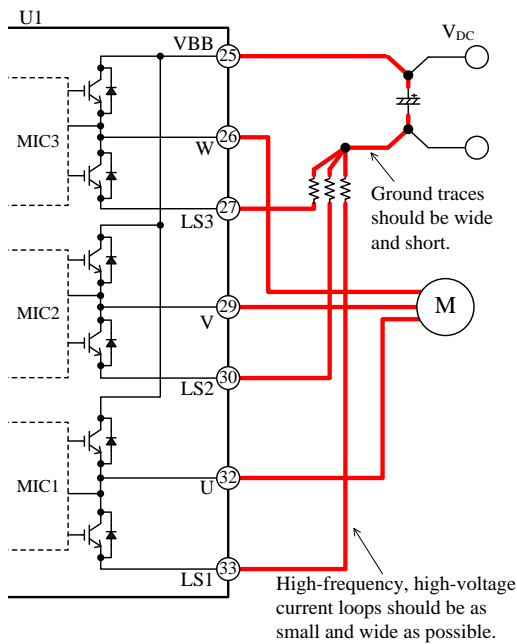 U1
VBB
25
V_DC
+
MIC3
W
26
LS3
27
Ground traces
should be wide
and short.
MIC2
V
29
M
LS2
30
MIC1
U
32
LS1
33
High-frequency, high-voltage
current loops should be as
small and wide as possible.